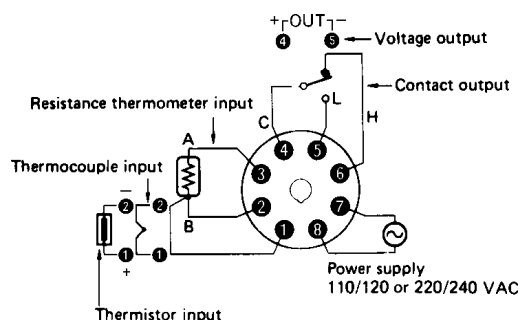 + OUT −
4 5 Voltage output
Contact output
L
C H
Resistance thermometer input
A
Thermocouple input
4 5
3 6
2 7
1 8
B
− 2 2
1 1
+
Power supply
110/120 or 220/240 VAC
Thermistor input